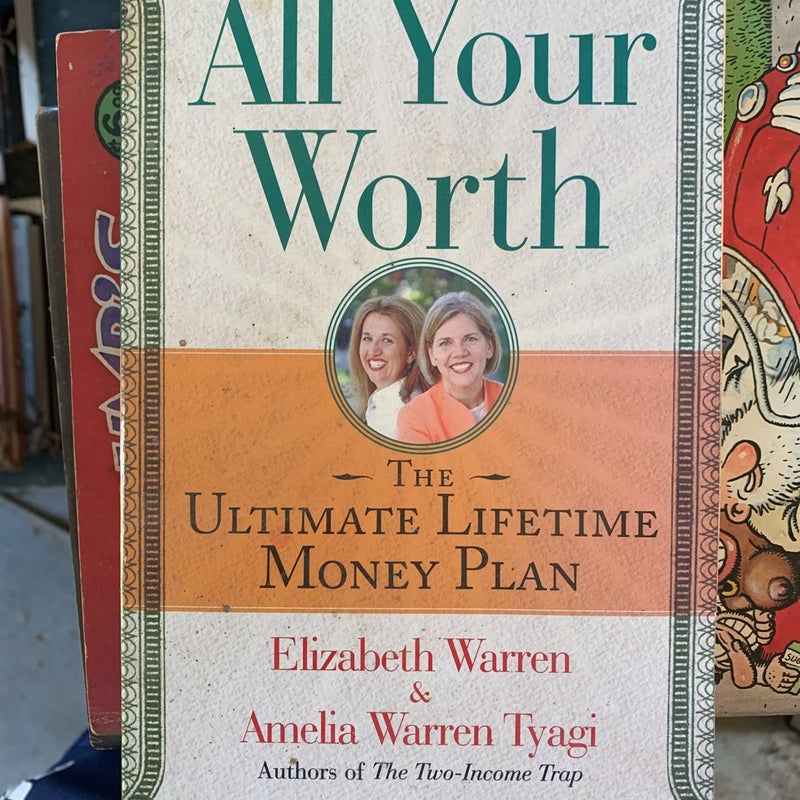 All Your
Worth
THE
ULTIMATE LIFETIME
MONEY PLAN
Elizabeth Warren
&
Amelia Warren Tyagi
Authors of The Two-Income Trap